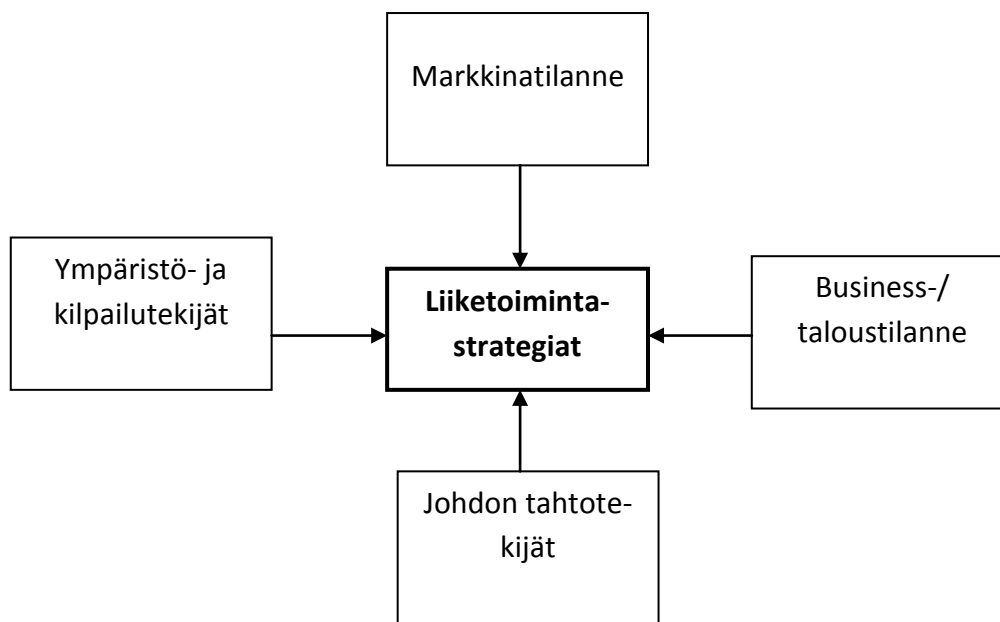 Markkinatilanne
Ympäristö- ja
kilpailutekijät
Liiketoiminta-
strategiat
Business-/
taloustilanne
Johdon tahtote-
kijät